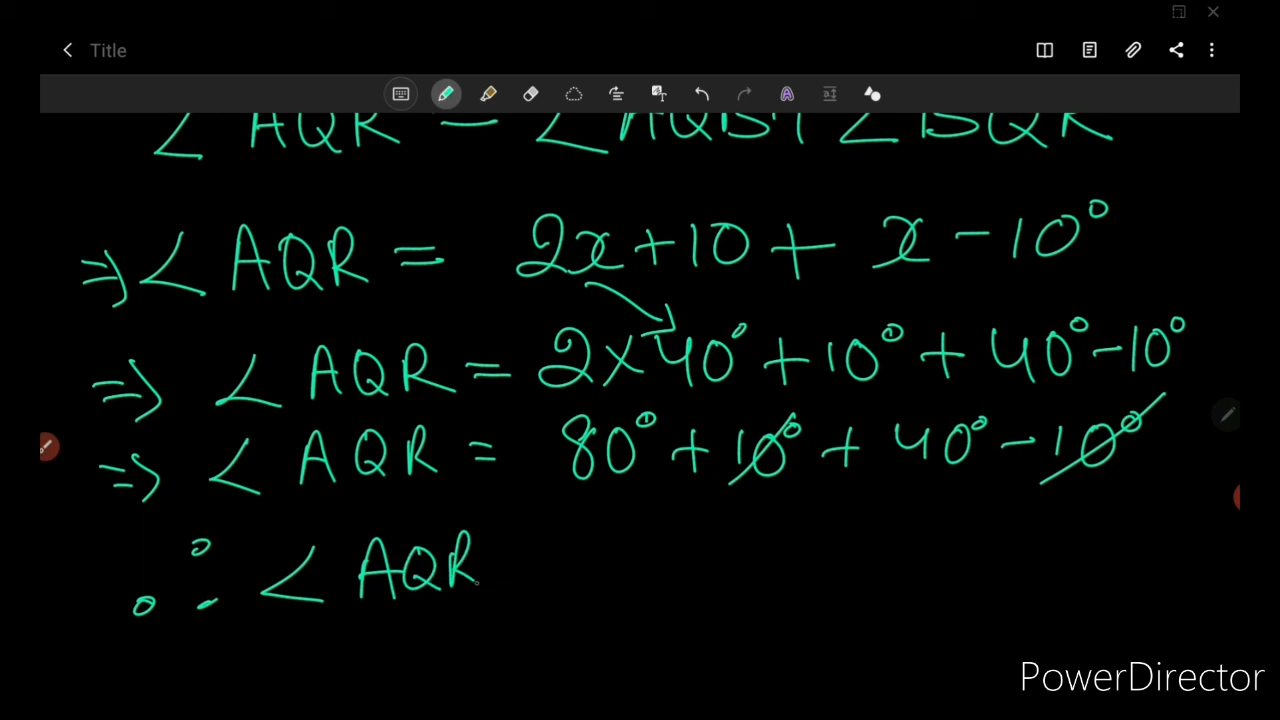 Title
∠AQR = ∠AQB + ∠BQR
⇒ ∠AQR = 2x+10 + x-10°
⇒ ∠AQR = 2×40° + 10° + 40° - 10°
⇒ ∠AQR = 80° + 10° + 40° - 10°
∴ ∠AQR
PowerDirector